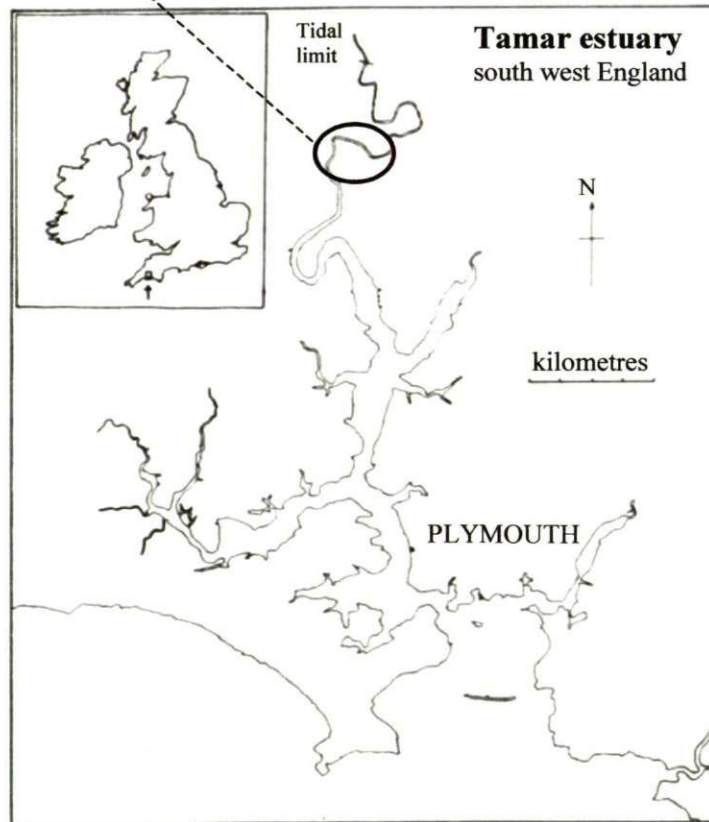 Tidal
limit
Tamar estuary
south west England
N
kilometres
PLYMOUTH